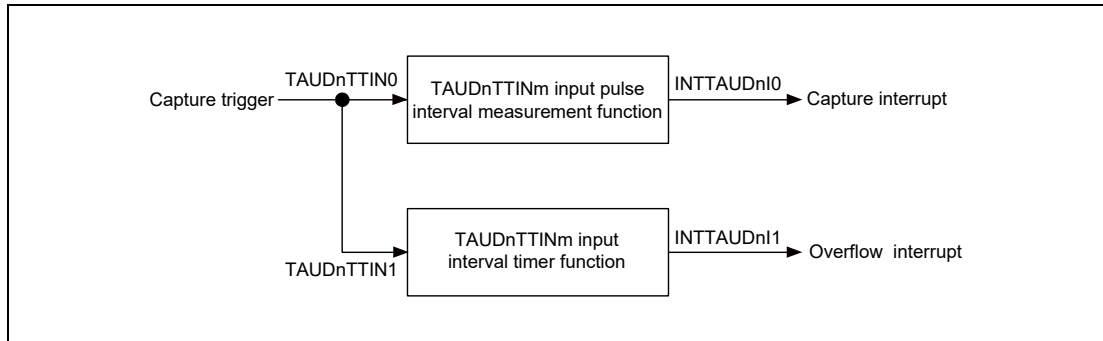 TAUDnTTIN0
TAUDnTTINm input pulse
interval measurement function
INTTAUDnI0
Capture trigger
Capture interrupt
TAUDnTTINm input
interval timer function
INTTAUDnI1
Overflow interrupt
TAUDnTTIN1